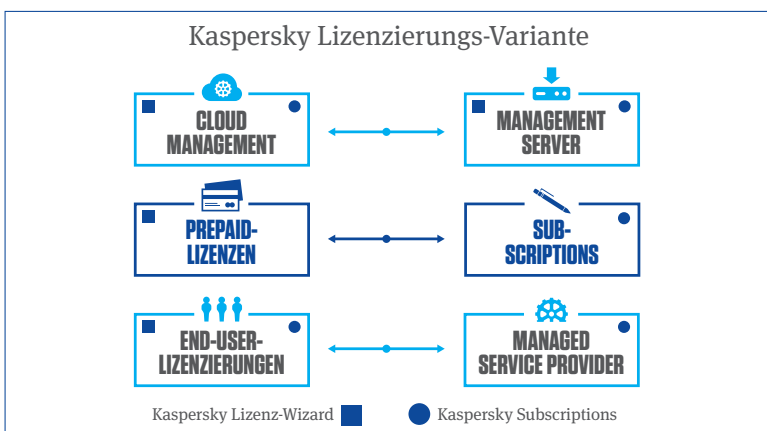 Kaspersky Lizenzierungs-Variante
CLOUD
MANAGEMENT
MANAGEMENT
SERVER
PREPAID-
LIZENZEN
SUB-
SCRIPTIONS
END-USER-
LIZENZIERUNGEN
MANAGED
SERVICE PROVIDER
Kaspersky Lizenz-Wizard
Kaspersky Subscriptions